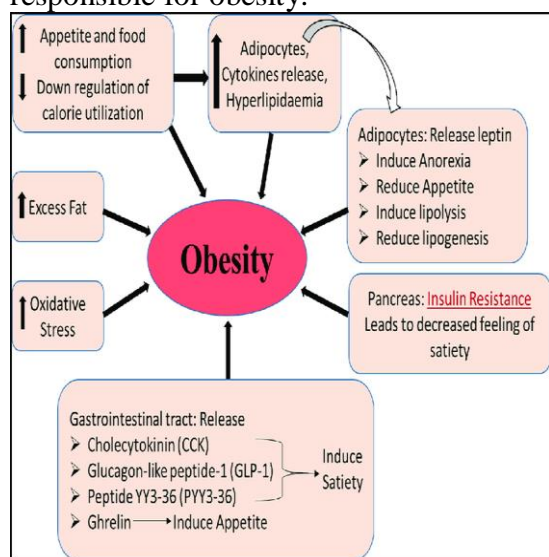 responsible for obesity.
Appetite and food
consumption
Down regulation of
calorie utilization
Adipocytes,
Cytokines release,
Hyperlipidaemia
Adipocytes: Release leptin
➢ Induce Anorexia
➢ Reduce Appetite
➢ Induce lipolysis
➢ Reduce lipogenesis
Excess Fat
Obesity
Oxidative
Stress
Pancreas: Insulin Resistance
Leads to decreased feeling of
satiety
Gastrointestinal tract: Release
➢ Cholecytokinin (CCK)
➢ Glucagon-like peptide-1 (GLP-1)
➢ Peptide YY3-36 (PYY3-36)
➢ Ghrelin → Induce Appetite
Induce
Satiety